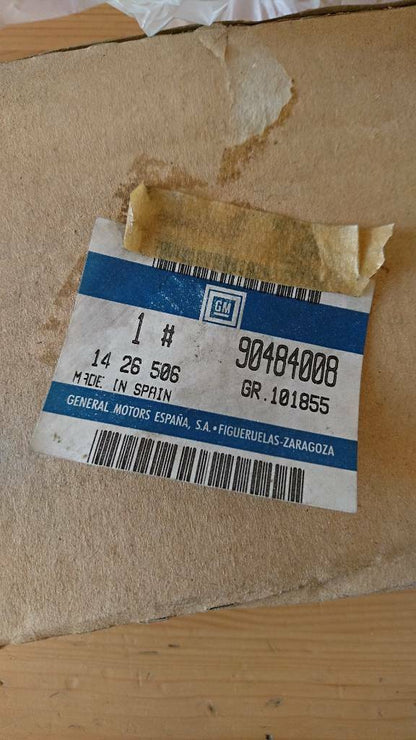 GM
1 # 90484008
14 26 506 GR.101855
MADE IN SPAIN
GENERAL MOTORS ESPAÑA, S.A.•FIGUERUELAS-ZARAGOZA